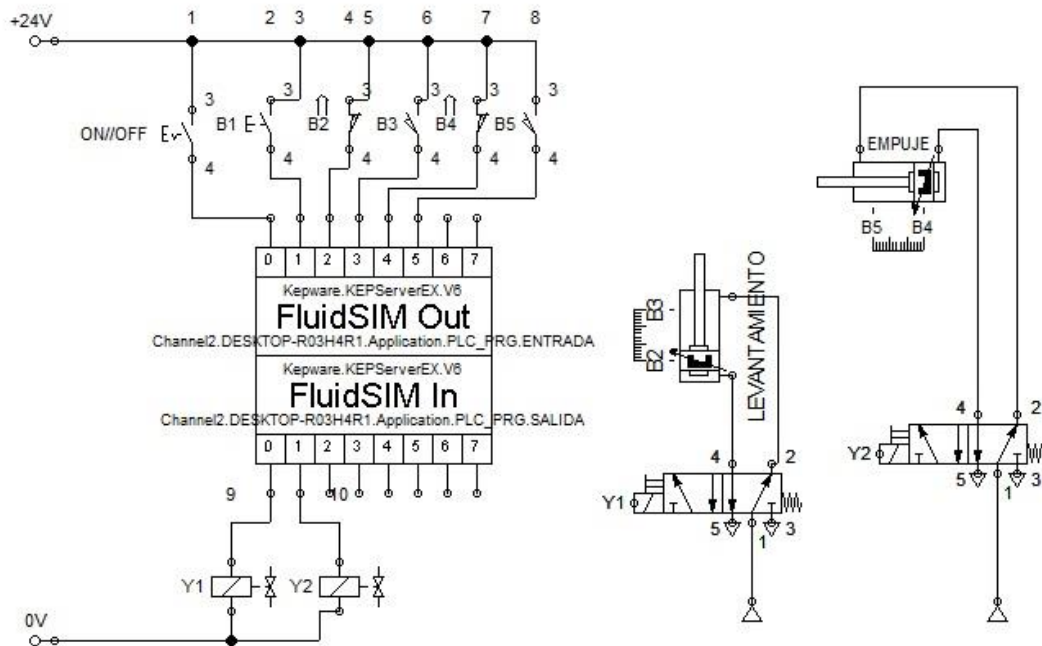 +24V 1 2 3 4 5 6 7 8
3 3 3 3 3 3
ON//OFF B1 B2 B3 B4 B5
4 4 4 4 4 4
0 1 2 3 4 5 6 7
Kepware.KEPServerEX.V6
FluidSIM Out
Channel2.DESKTOP-R03H4R1.Application.PLC_PRG.ENTRADA
Kepware.KEPServerEX.V6
FluidSIM In
Channel2.DESKTOP-R03H4R1.Application.PLC_PRG.SALIDA
0 1 2 3 4 5 6 7
9 10
Y1 Y2
0V
B3
B2
LEVANTAMIENTO
4 2
Y1
5 1 3
EMPUJE
B5 B4
4 2
Y2
5 1 3